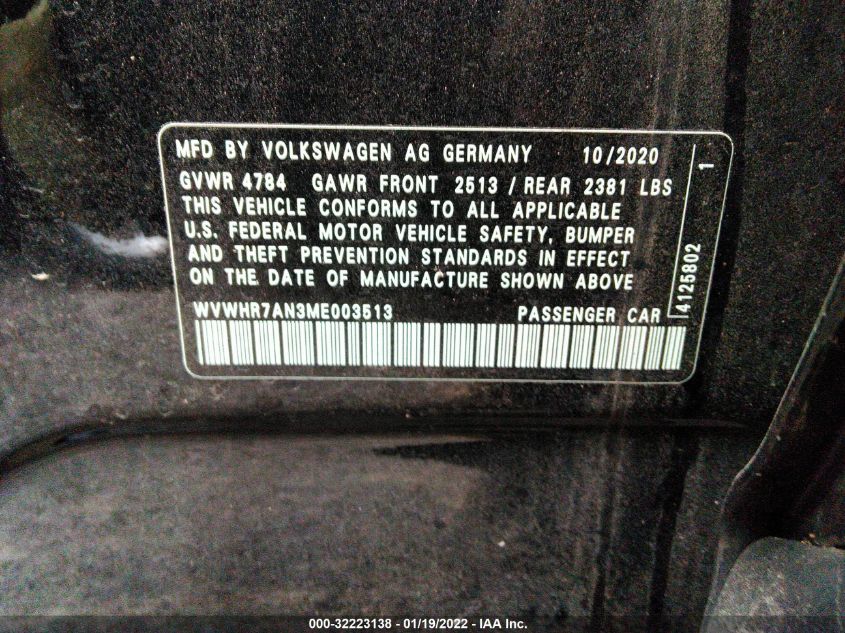 MFD BY VOLKSWAGEN AG GERMANY 10/2020
GVWR 4784 GAWR FRONT 2513 / REAR 2381 LBS
THIS VEHICLE CONFORMS TO ALL APPLICABLE
U.S. FEDERAL MOTOR VEHICLE SAFETY, BUMPER
AND THEFT PREVENTION STANDARDS IN EFFECT
ON THE DATE OF MANUFACTURE SHOWN ABOVE
WVWHR7AN3ME003513 PASSENGER CAR
4125802 1
000-32223138 - 01/19/2022 - IAA Inc.